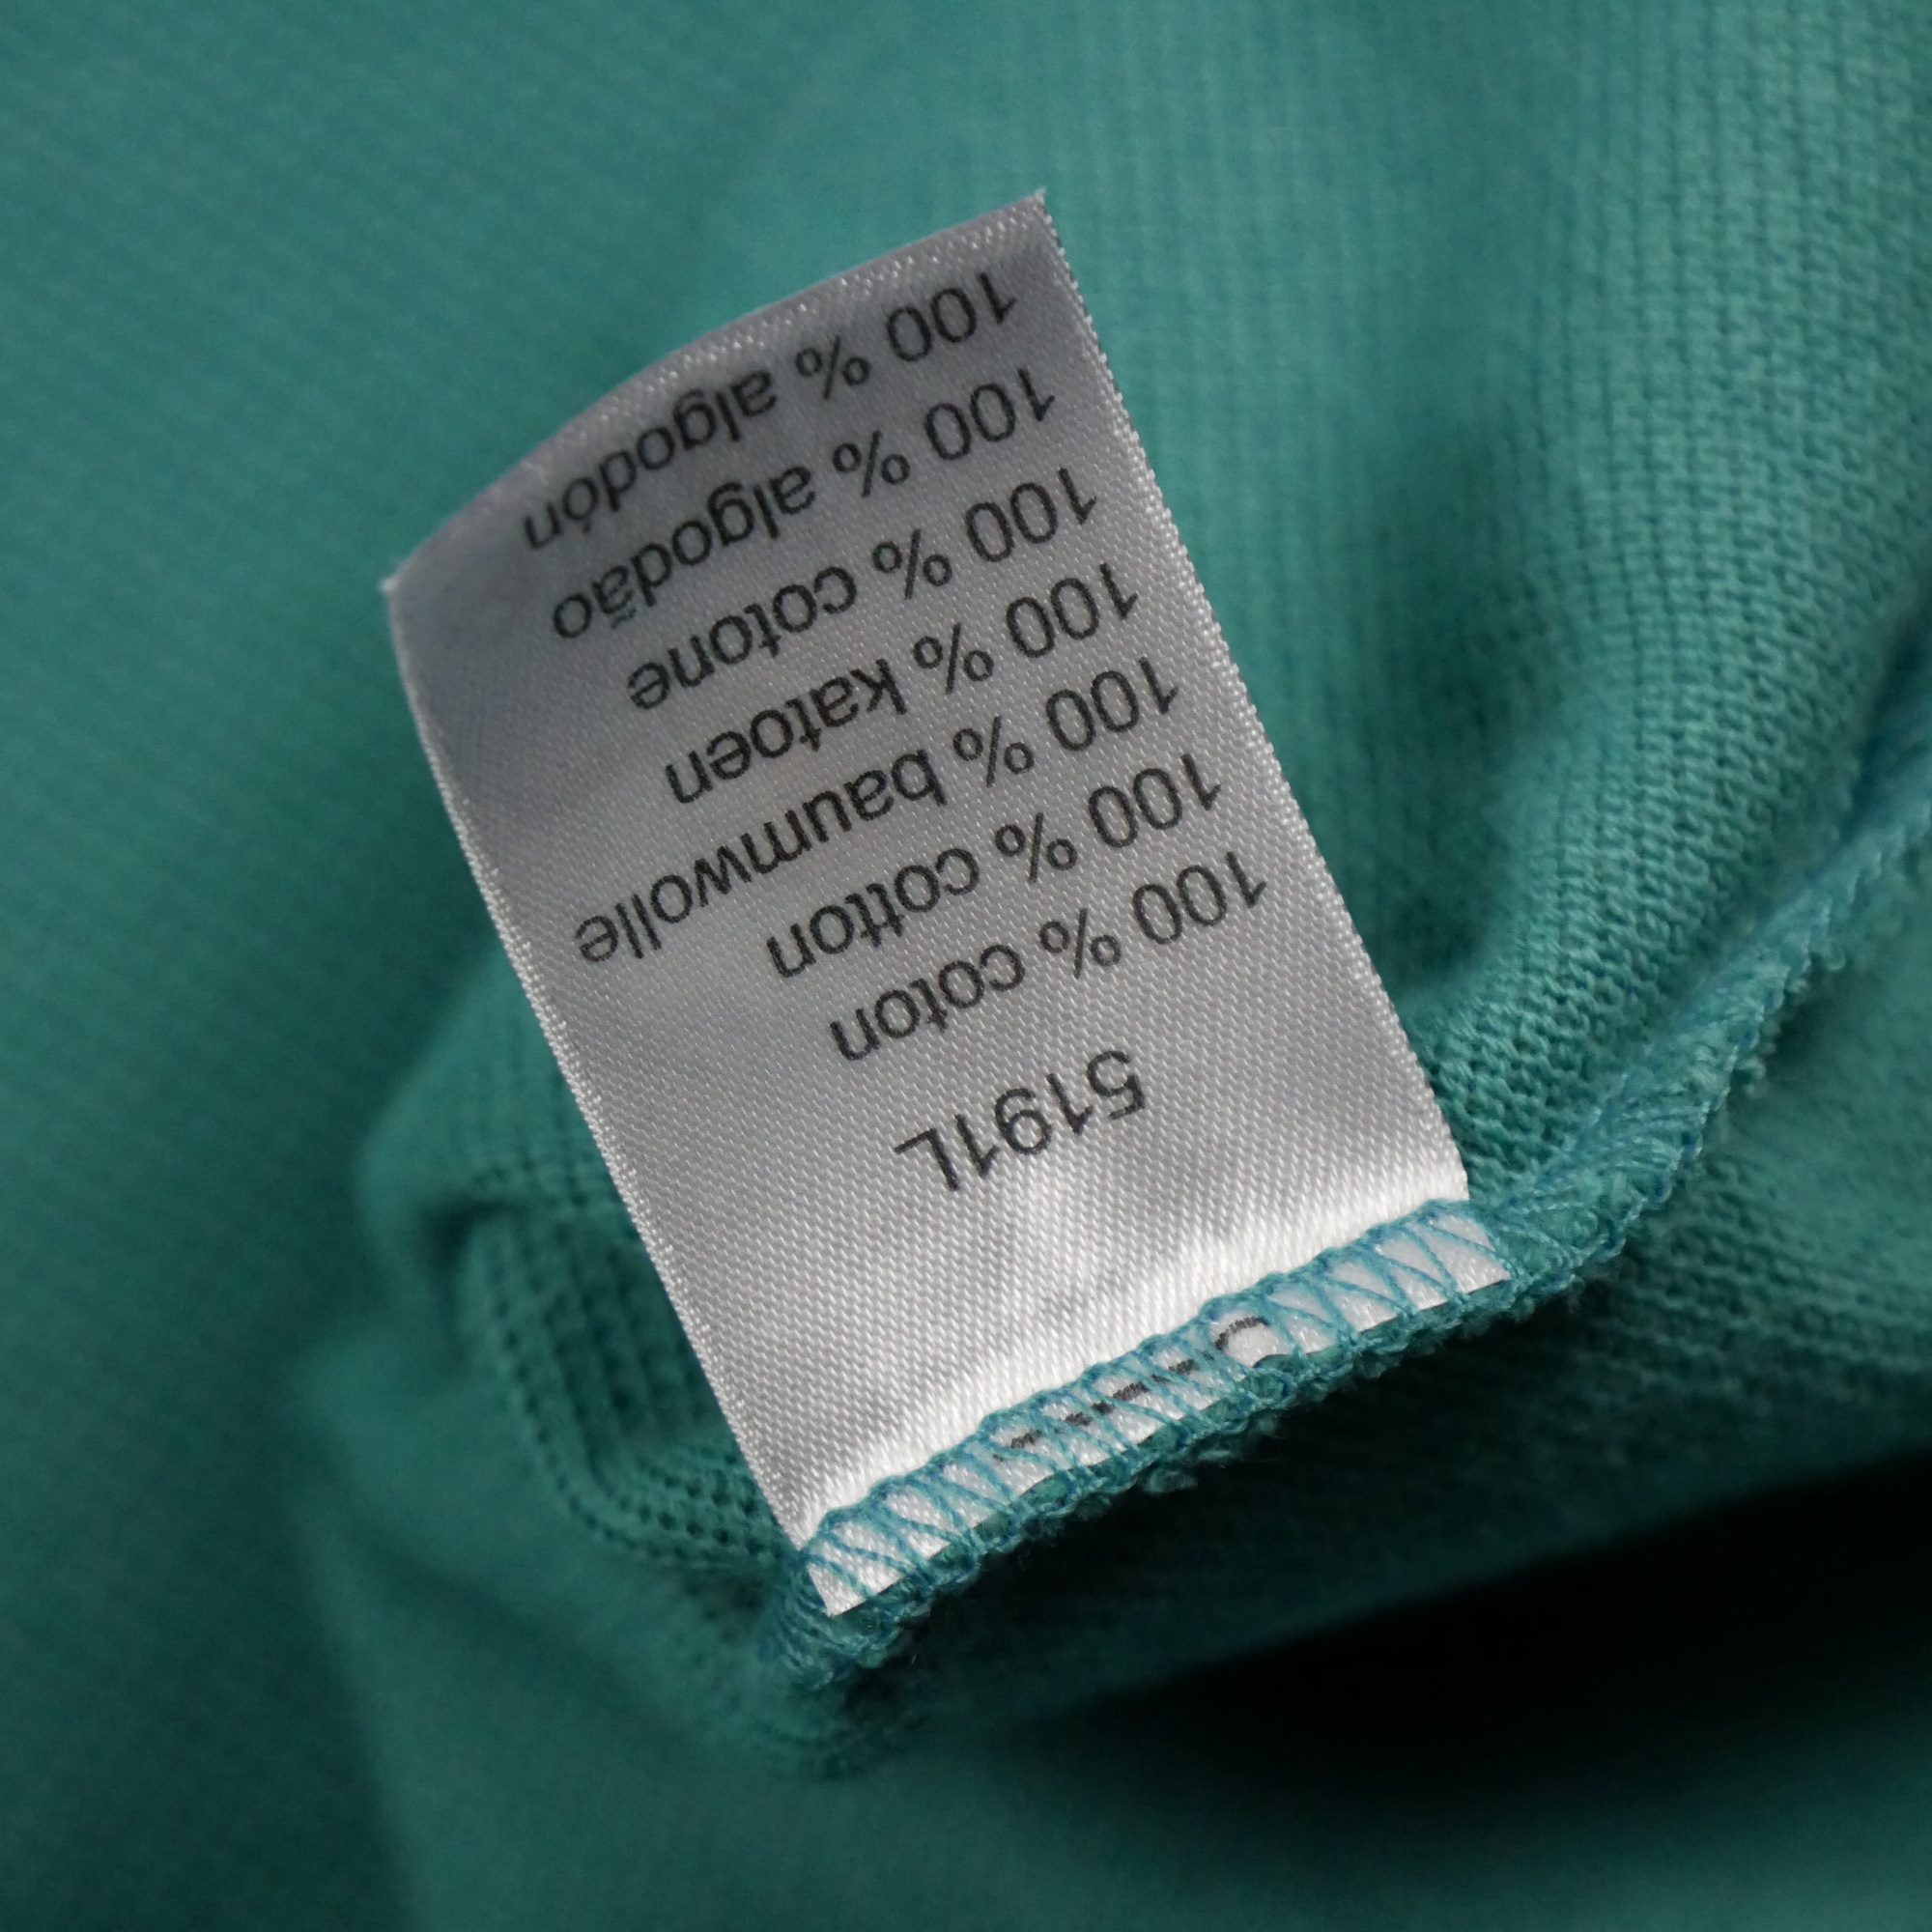 5191L
100 % coton
100 % cotton
100 % baumwolle
100 % katoen
100 % cotone
100 % algodão
100 % algodón